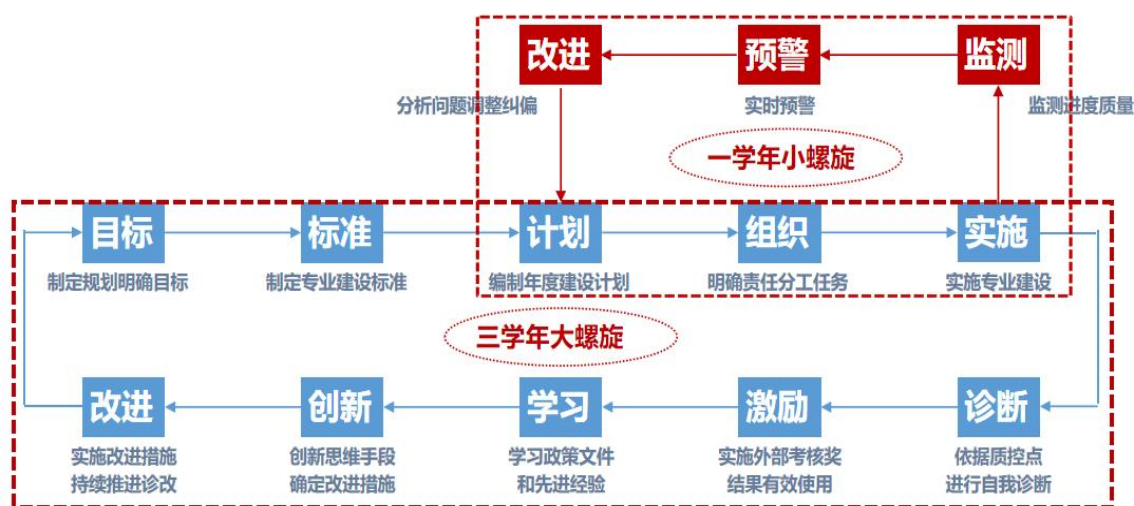 改进
预警
监测
分析问题调整纠偏
实时预警
监测进度质量
一学年小螺旋
目标
标准
计划
组织
实施
制定规划明确目标
制定专业建设标准
编制年度建设计划
明确责任分工任务
实施专业建设
三学年大螺旋
改进
创新
学习
激励
诊断
实施改进措施
持续推进诊改
创新思维手段
确定改进措施
学习政策文件
和先进经验
实施外部考核奖
结果有效使用
依据质控点
进行自我诊断